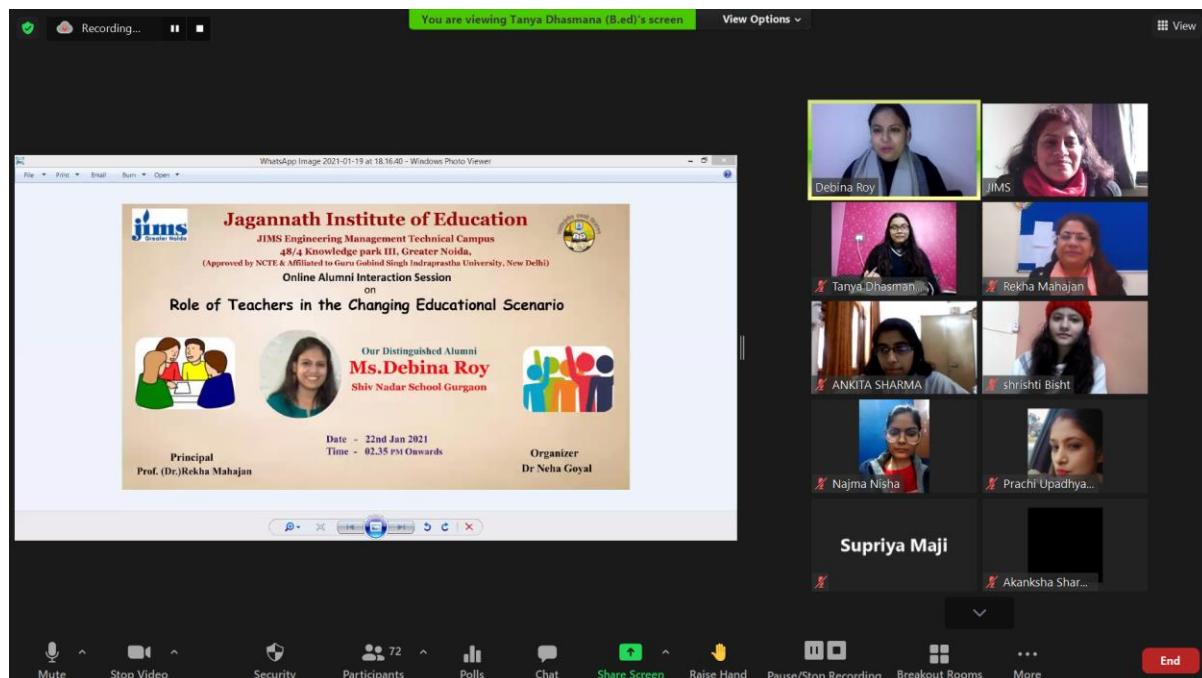 Recording...
You are viewing Tanya Dhasmana (B.ed)'s screen
View Options
View
WhatsApp Image 2021-01-19 at 18.16.40 - Windows Photo Viewer
File Print Email Burn Open
jims
Greater Noida
Jagannath Institute of Education
JIMS Engineering Management Technical Campus
48/4 Knowledge park III, Greater Noida,
(Approved by NCTE & Affiliated to Guru Gobind Singh Indraprastha University, New Delhi)
Online Alumni Interaction Session
on
Role of Teachers in the Changing Educational Scenario
Our Distinguished Alumni
Ms.Debina Roy
Shiv Nadar School Gurgaon
Date - 22nd Jan 2021
Time - 02.35 PM Onwards
Principal
Prof. (Dr.)Rekha Mahajan
Organizer
Dr Neha Goyal
Debina Roy
JIMS
Tanya Dhasman...
Rekha Mahajan
ANKITA SHARMA
shrishti Bisht
Najma Nisha
Prachi Upadhya...
Supriya Maji
Akanksha Shar...
Mute
Stop Video
Security
72
Participants
Polls
Chat
Share Screen
Raise Hand
Pause/Stop Recording
Breakout Rooms
More
End